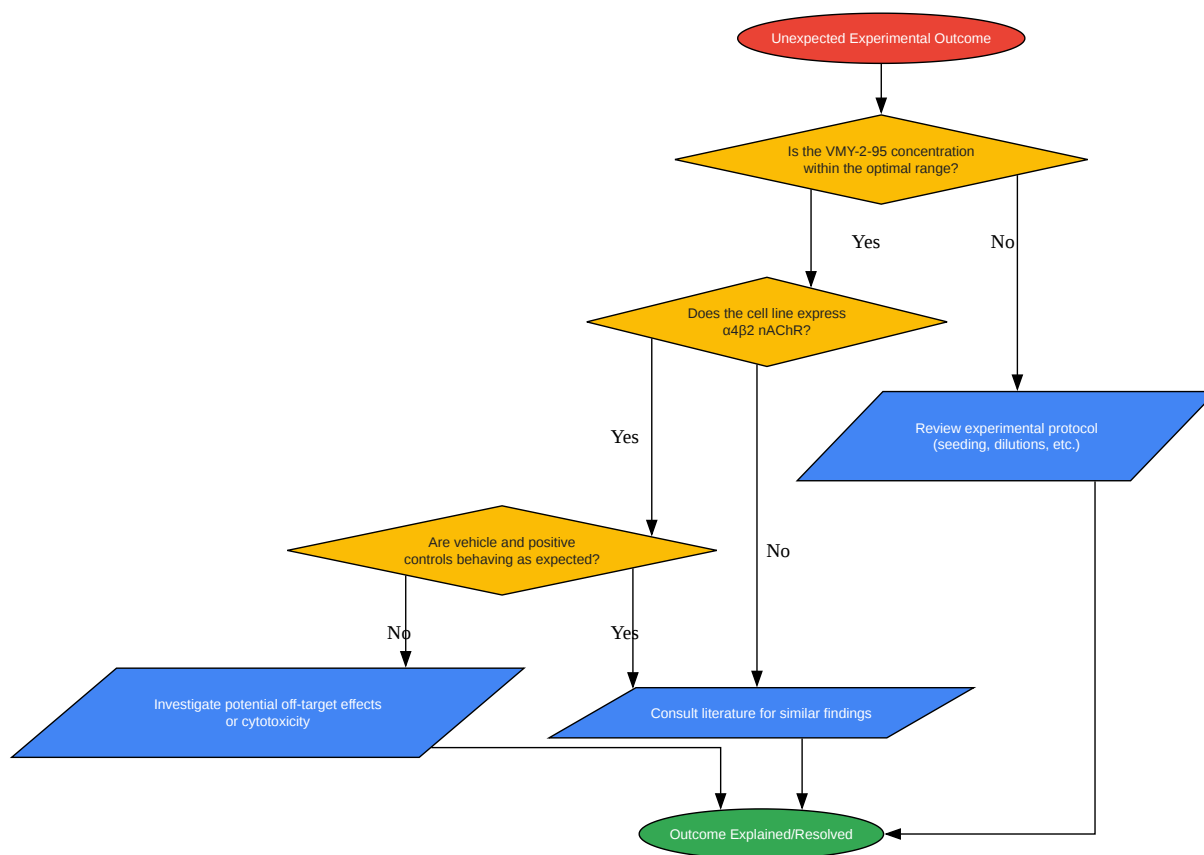 Unexpected Experimental Outcome
Is the VMY-2-95 concentration
within the optimal range?
Yes
No
Does the cell line express
α4β2 nAChR?
Yes
Review experimental protocol
(seeding, dilutions, etc.)
Are vehicle and positive
controls behaving as expected?
No
No
Yes
Investigate potential off-target effects
or cytotoxicity
Consult literature for similar findings
Outcome Explained/Resolved